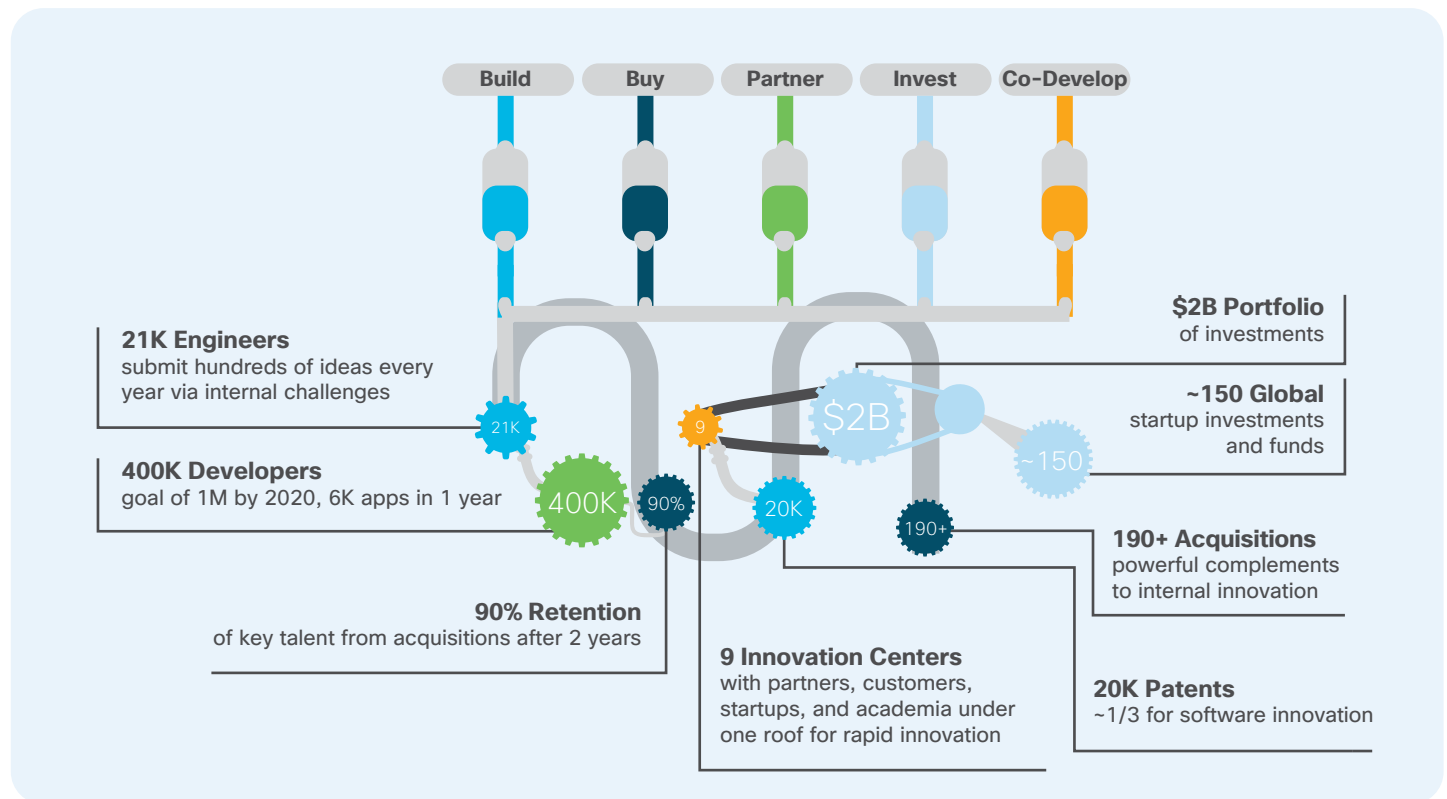 Build
Buy
Partner
Invest
Co-Develop
21K Engineers
submit hundreds of ideas every
year via internal challenges
400K Developers
goal of 1M by 2020, 6K apps in 1 year
90% Retention
of key talent from acquisitions after 2 years
21K
400K
90%
9
20K
$2B
~150
190+
$2B Portfolio
of investments
~150 Global
startup investments
and funds
190+ Acquisitions
powerful complements
to internal innovation
9 Innovation Centers
with partners, customers,
startups, and academia under
one roof for rapid innovation
20K Patents
~1/3 for software innovation